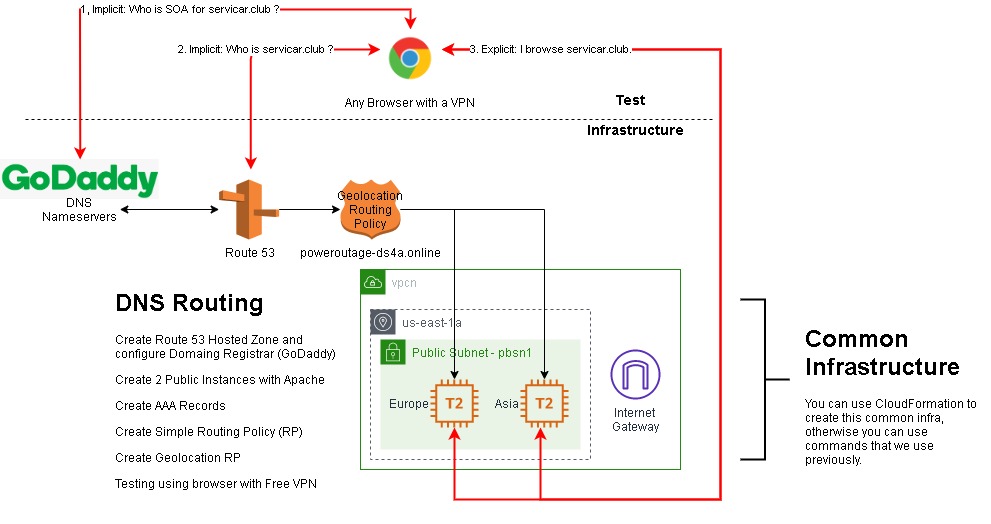 1, Implicit: Who is SOA for servicar.club ?
2. Implicit: Who is servicar.club ?
3. Explicit: I browse servicar.club.
Any Browser with a VPN
Test
Infrastructure
GoDaddy
DNS
Nameservers
Route 53
Geolocation
Routing
Policy
poweroutage-ds4a.online
vpcn
us-east-1a
Public Subnet - pbsn1
Europe
T2
Asia
T2
Internet
Gateway
DNS Routing
Create Route 53 Hosted Zone and
configure Domaing Registrar (GoDaddy)
Create 2 Public Instances with Apache
Create AAA Records
Create Simple Routing Policy (RP)
Create Geolocation RP
Testing using browser with Free VPN
Common
Infrastructure
You can use CloudFormation to
create this common infra,
otherwise you can use
commands that we use
previously.